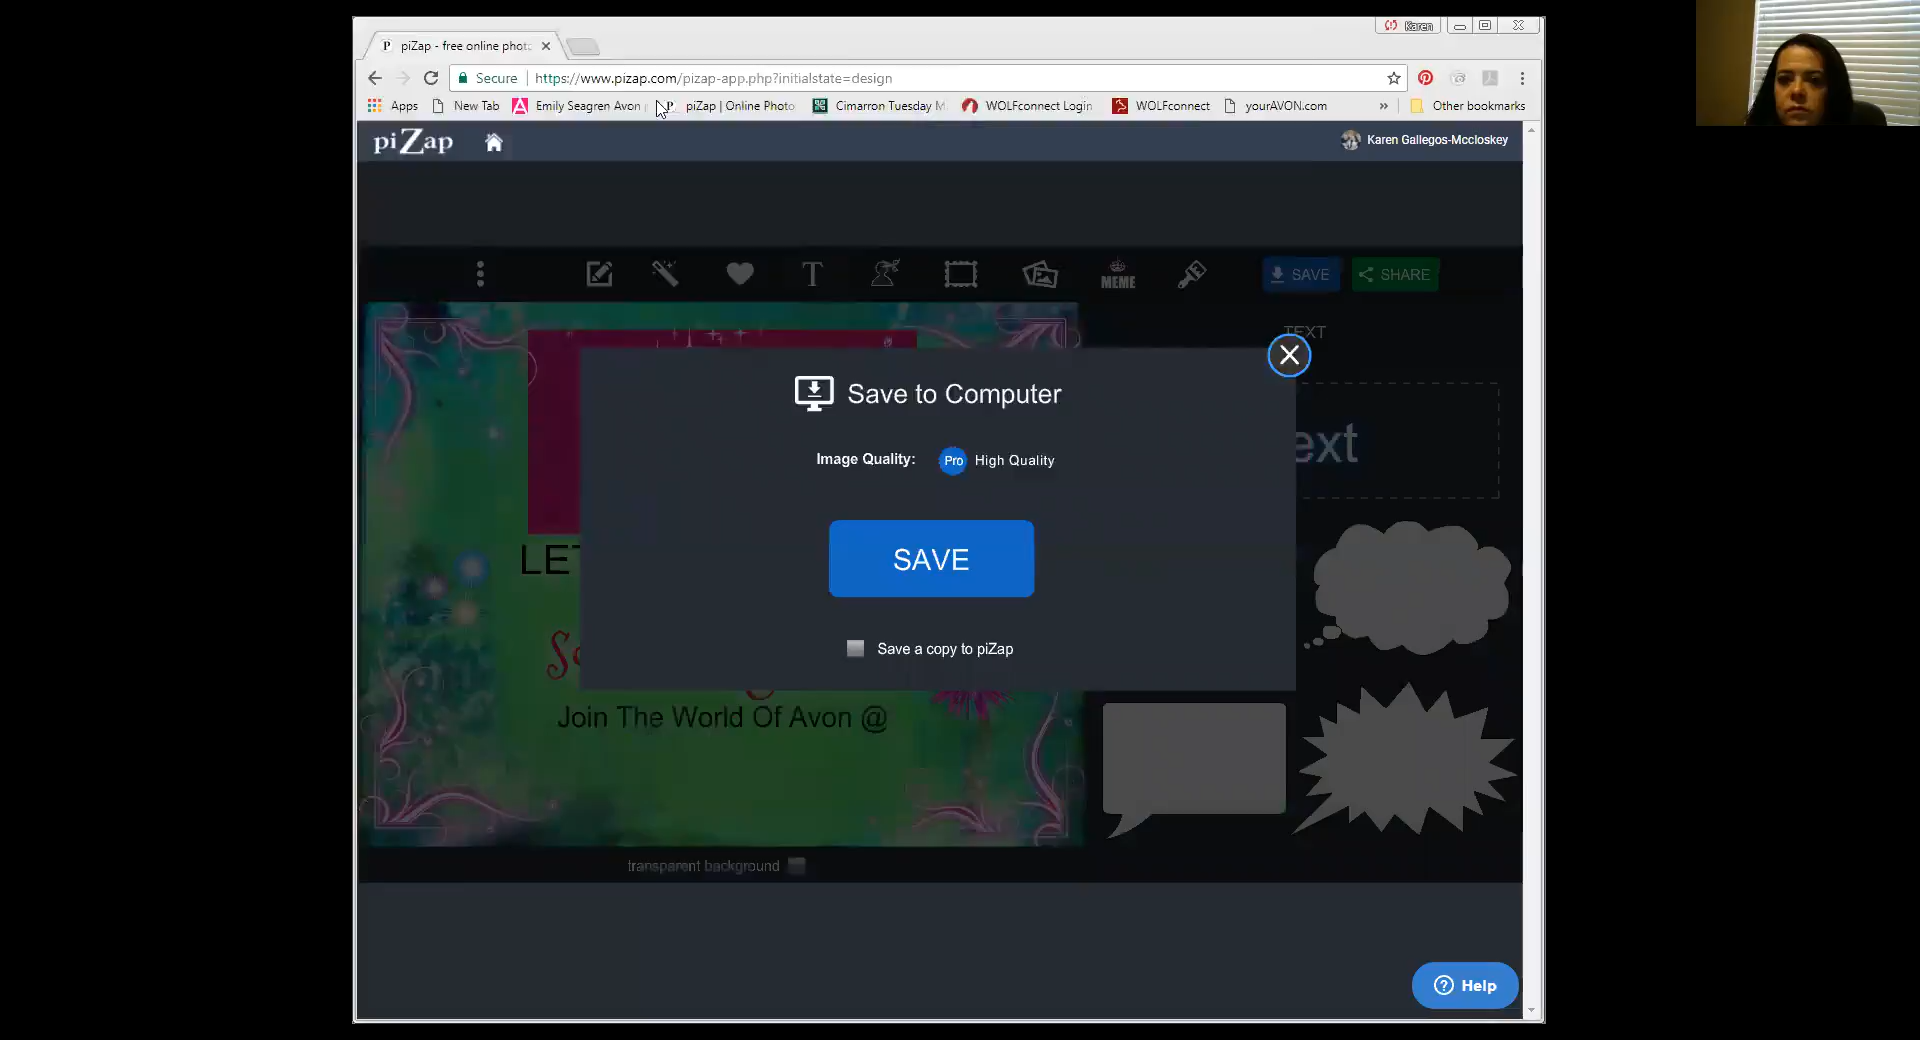 Karen
piZap - free online phot
Secure https://www.pizap.com/pizap-app.php?initialstate=design
Apps New Tab Emily Seagren Avon piZap | Online Photo Cimarron Tuesday M WOLFconnect Login WOLFconnect yourAVON.com » Other bookmarks
piZap Karen Gallegos-Mccloskey
T MEME SAVE SHARE
TEXT
Save to Computer
ext
Image Quality: Pro High Quality
LET
SAVE
Save a copy to piZap
Join The World Of Avon @
transparent background
Help